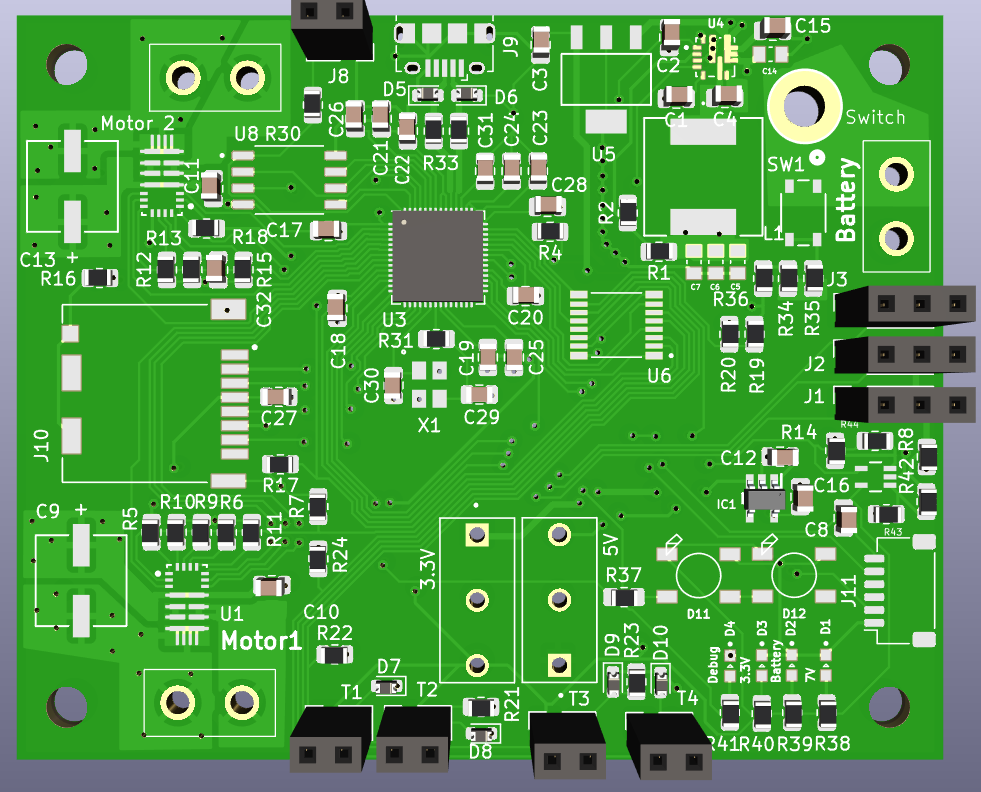 U4
C15
J9
C3
C2
C14
J8
D5
D6
C1
C4
Switch
Motor 2
U8
R30
C26
C21
C22
R33
C31
C24
C23
U5
SW1
Battery
C11
C28
R2
L1
R13
R18
C17
R4
C13 +
R16
R12
R15
R1
C7
C6
C5
J3
R36
R34
R35
C32
U3
C20
R31
C18
C19
C25
R20
R19
J2
U6
C30
C29
J1
C27
X1
R44
J10
R14
R8
C12
R42
R17
C16
IC1
R7
C9 +
R5
R10
R9
R6
R11
C8
R43
R24
3.3V
5V
R37
J11
D11
D12
U1
C10
Motor1
R22
D9
R23
D10
D4
D3
D2
D1
Debug
3.3V
Battery
7V
D7
T1
T2
R21
T3
T4
D8
R41
R40
R39
R38